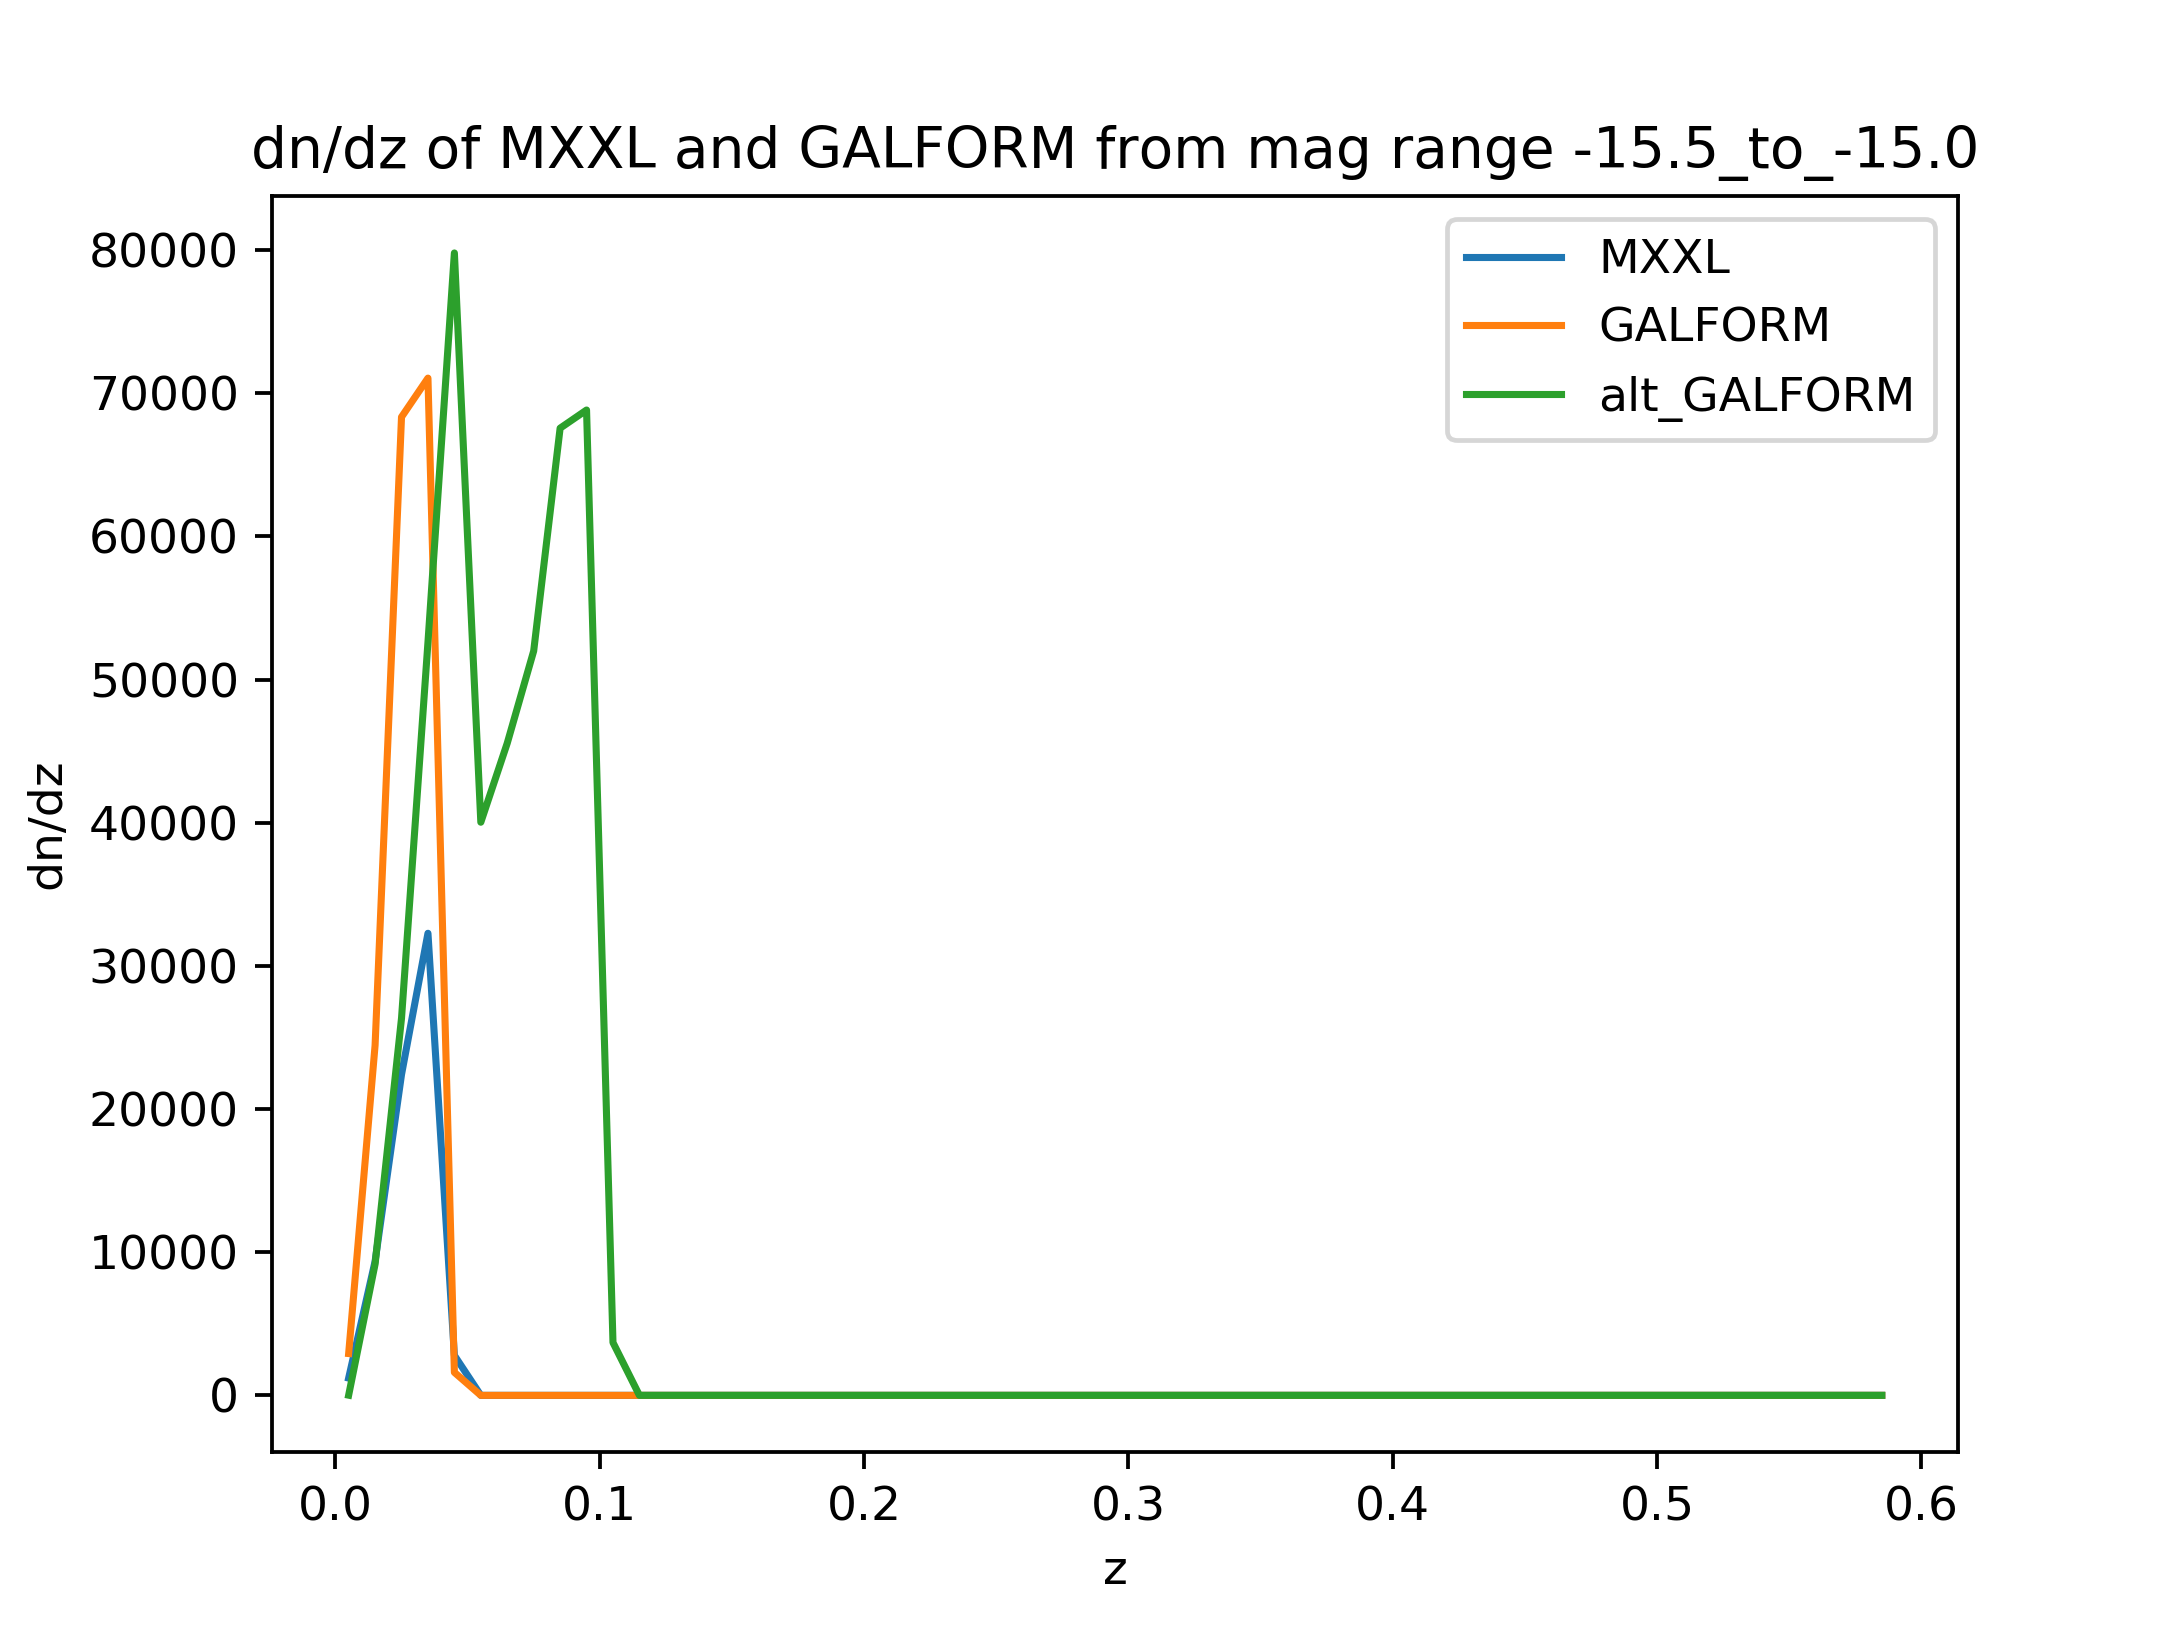 dn/dz of MXXL and GALFORM from mag range -15.5_to_-15.0
MXXL
GALFORM
alt_GALFORM
80000
70000
60000
50000
40000
30000
20000
10000
0
dn/dz
0.0 0.1 0.2 0.3 0.4 0.5 0.6
z